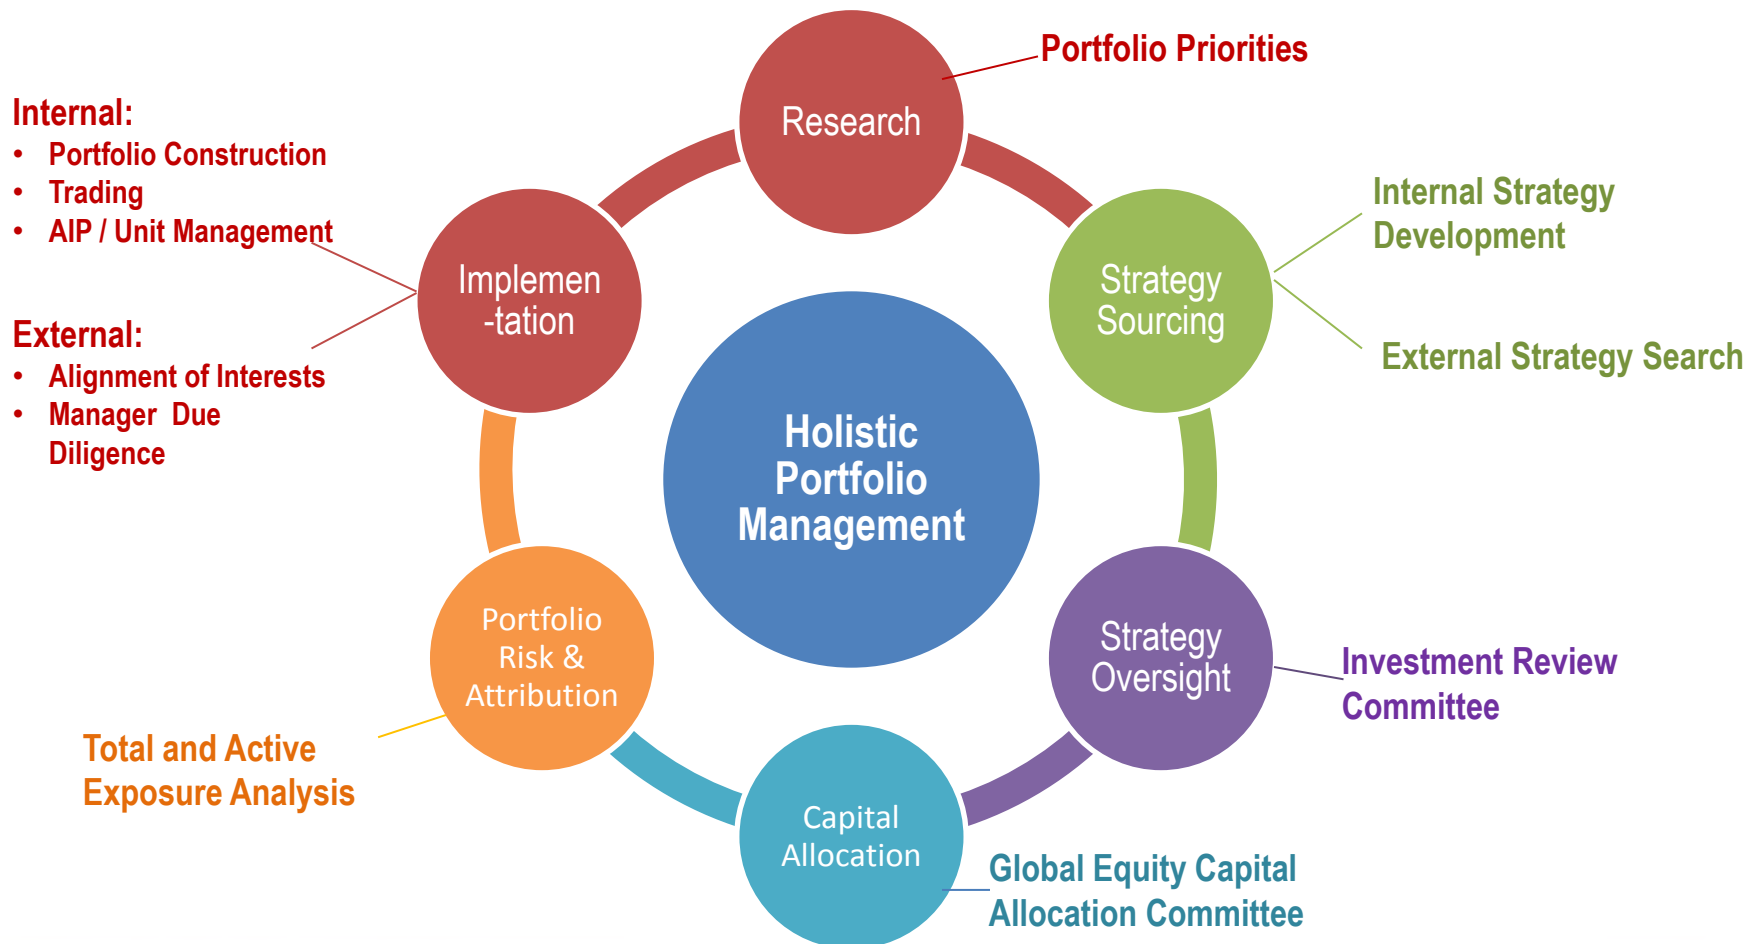 Portfolio Priorities
Research
Internal:
• Portfolio Construction
• Trading
• AIP / Unit Management
External:
• Alignment of Interests
• Manager Due
Diligence
Implemen
-tation
Strategy
Sourcing
Internal Strategy
Development
External Strategy Search
Holistic
Portfolio
Management
Portfolio
Risk &
Attribution
Total and Active
Exposure Analysis
Strategy
Oversight
Investment Review
Committee
Capital
Allocation
Global Equity Capital
Allocation Committee